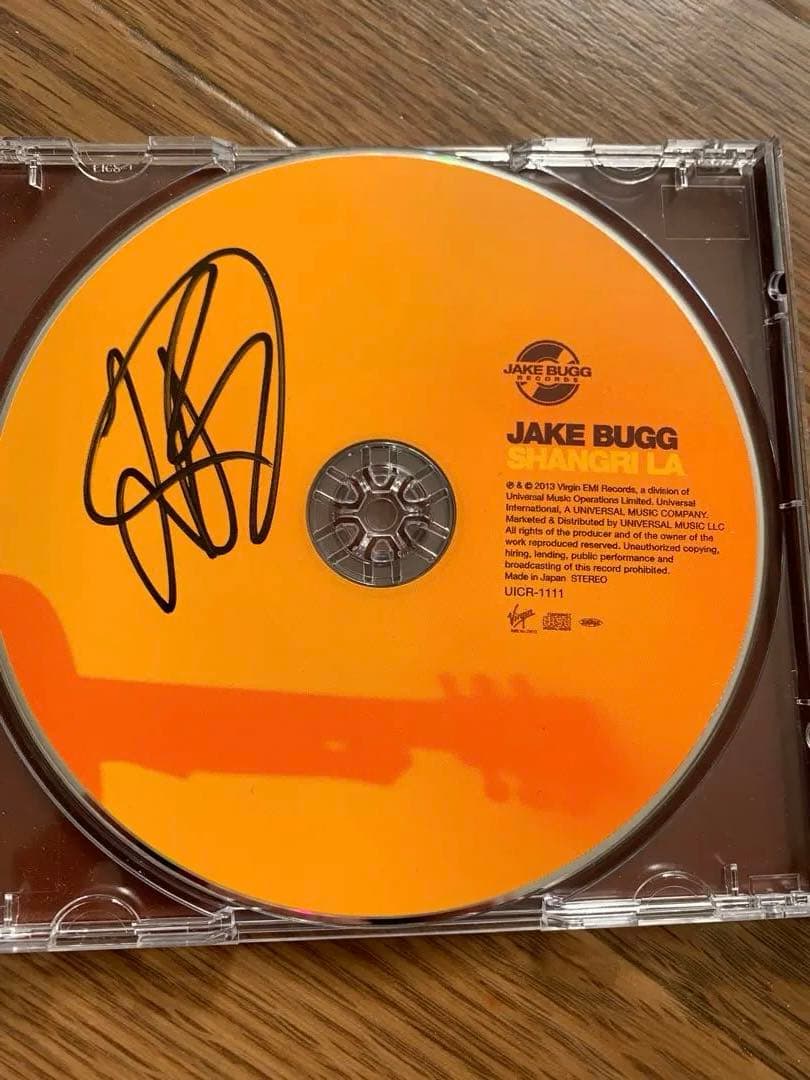 JAKE BUGG
RECORDS
JAKE BUGG
SHANGRI LA
℗ & © 2013 Virgin EMI Records, a division of
Universal Music Operations Limited. Universal
International, A UNIVERSAL MUSIC COMPANY.
Marketed & Distributed by UNIVERSAL MUSIC LLC
All rights of the producer and of the owner of the
work reproduced reserved. Unauthorized copying,
hiring, lending, public performance and
broadcasting of this record prohibited.
Made in Japan STEREO
UICR-1111
Virgin